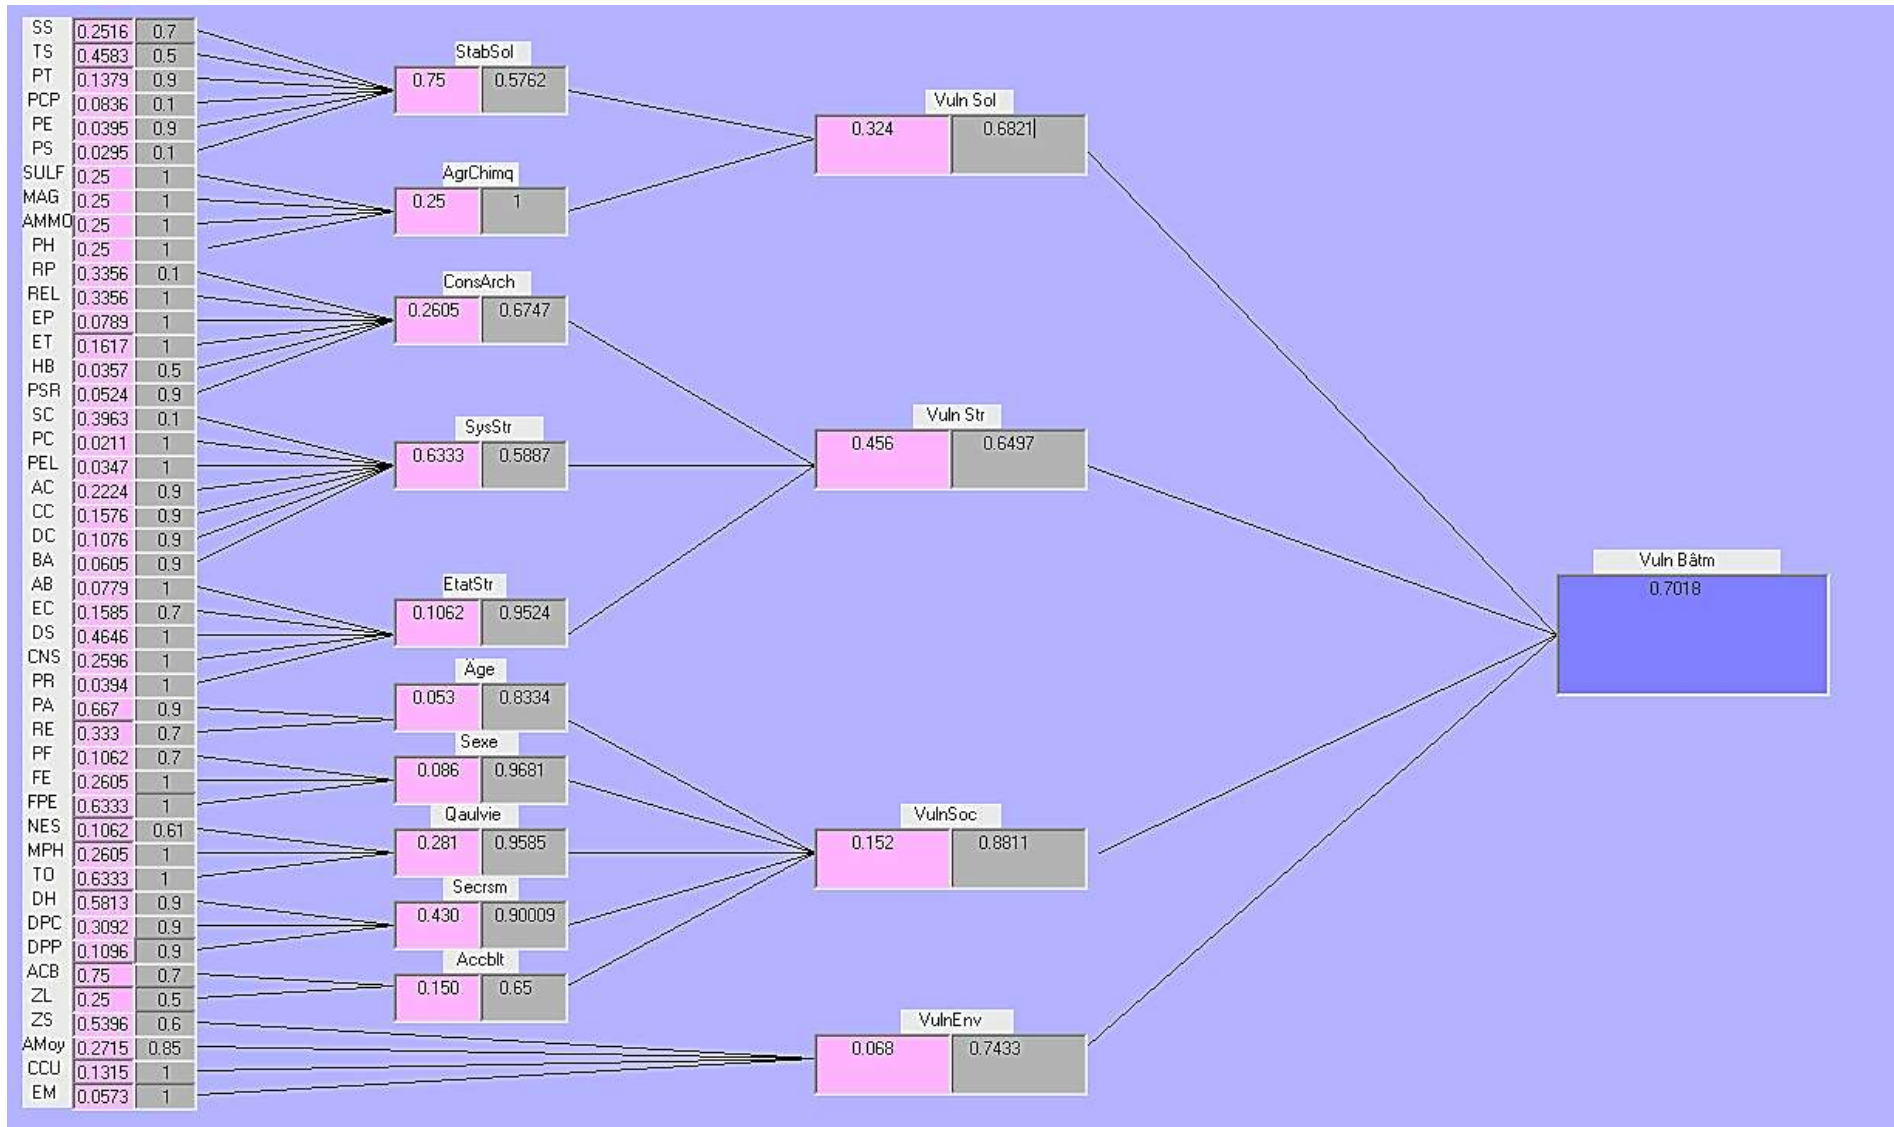 SS 0.2516 0.7
TS 0.4583 0.5
PT 0.1379 0.9
PCP 0.0836 0.1
PE 0.0395 0.9
PS 0.0295 0.1
SULF 0.25 1
MAG 0.25 1
AMMO 0.25 1
PH 0.25 1
RP 0.3356 0.1
REL 0.3356 1
EP 0.0789 1
ET 0.1617 1
HB 0.0357 0.5
PSR 0.0524 0.9
SC 0.3963 0.1
PC 0.0211 1
PEL 0.0347 1
AC 0.2224 0.9
CC 0.1576 0.9
DC 0.1076 0.9
BA 0.0605 0.9
AB 0.0779 1
EC 0.1585 0.7
DS 0.4646 1
CNS 0.2596 1
PR 0.0394 1
PA 0.667 0.9
RE 0.333 0.7
PF 0.1062 0.7
FE 0.2605 1
FPE 0.6333 1
NES 0.1062 0.61
MPH 0.2605 1
TO 0.6333 1
DH 0.5813 0.9
DPC 0.3092 0.9
DPP 0.1096 0.9
ACB 0.75 0.7
ZL 0.25 0.5
ZS 0.5396 0.6
AMoy 0.2715 0.85
CCU 0.1315 1
EM 0.0573 1
StabSol
0.75 0.5762
AgrChimq
0.25 1
ConsArch
0.2605 0.6747
SysStr
0.6333 0.5887
EtatStr
0.1062 0.9524
Äge
0.053 0.8334
Sexe
0.086 0.9681
Qaulvie
0.281 0.9585
Secrsm
0.430 0.90009
Accblt
0.150 0.65
Vuln Sol
0.324 0.6821
Vuln Str
0.456 0.6497
VulnSoc
0.152 0.8811
VulnEnv
0.068 0.7433
Vuln Bâtm
0.7018